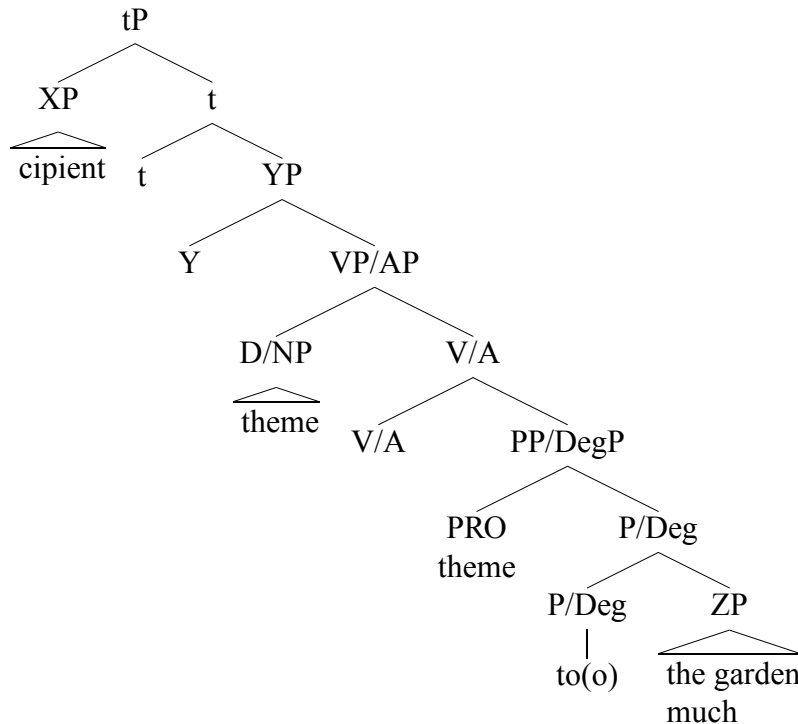 tP
XP t
cipient t YP
Y VP/AP
D/NP V/A
theme V/A PP/DegP
PRO P/Deg
theme
P/Deg ZP
to(o) the garden
much